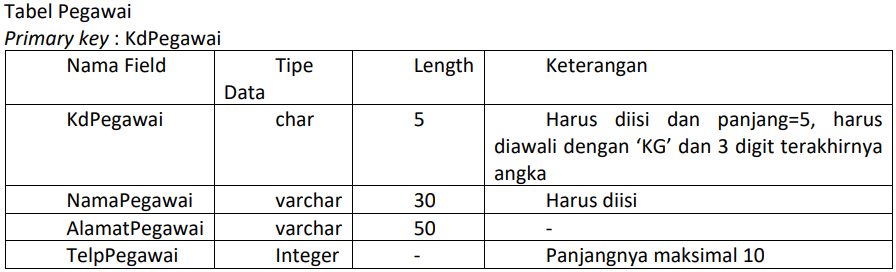 Tabel Pegawai
Primary key : KdPegawai
Nama Field Tipe Data Length Keterangan
KdPegawai char 5 Harus diisi dan panjang=5, harus
diawali dengan ‘KG’ dan 3 digit terakhirnya
angka
NamaPegawai varchar 30 Harus diisi
AlamatPegawai varchar 50 -
TelpPegawai Integer - Panjangnya maksimal 10